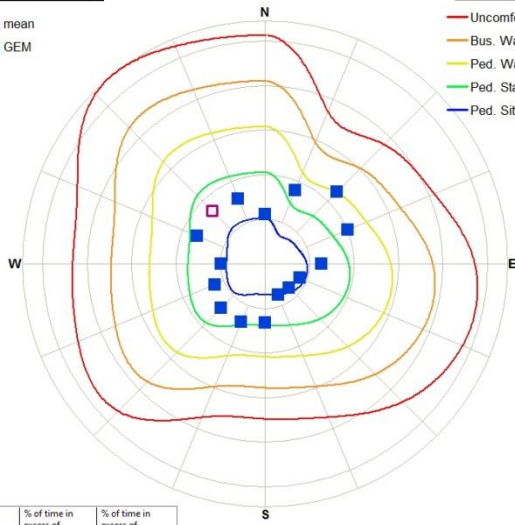 N
mean
GEM
Uncomf
Bus. Wa
Ped. Wa
Ped. Sta
Ped. Sit
W
E
S
% of time in % of time in
excess of excess of